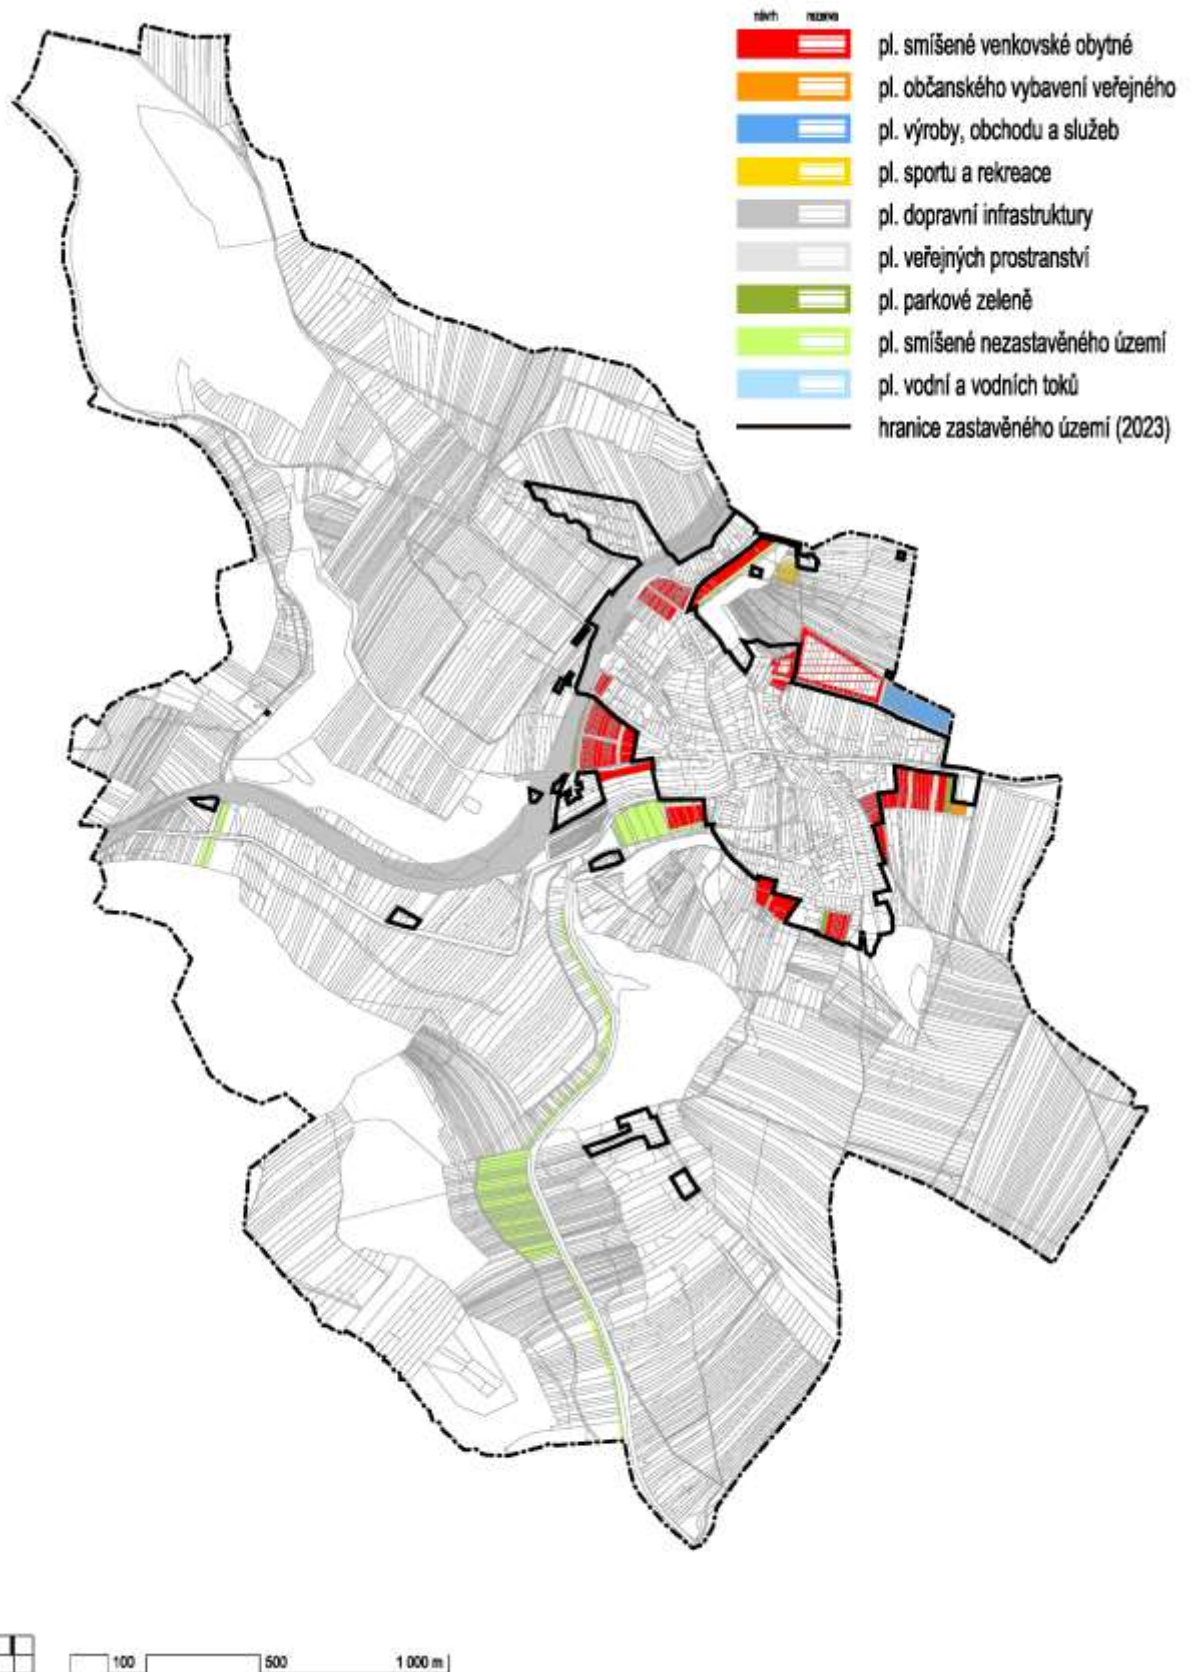 návrh rezerva
pl. smíšené venkovské obytné
pl. občanského vybavení veřejného
pl. výroby, obchodu a služeb
pl. sportu a rekreace
pl. dopravní infrastruktury
pl. veřejných prostranství
pl. parkové zeleně
pl. smíšené nezastavěného území
pl. vodní a vodních toků
hranice zastavěného území (2023)
100 500 1 000 m